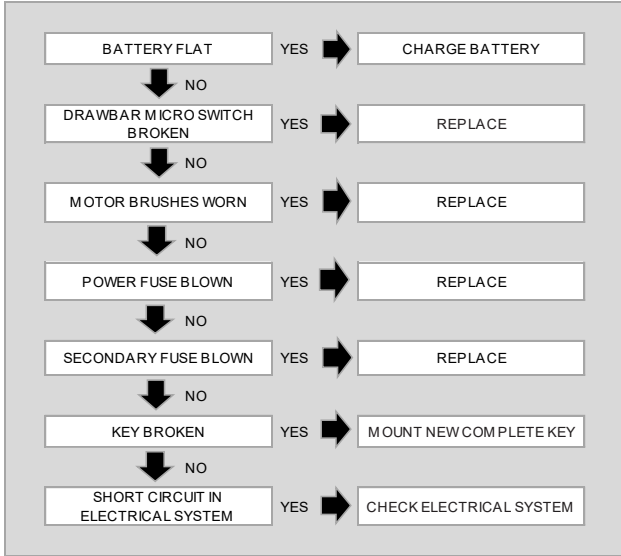 BATTERY FLAT YES CHARGE BATTERY
NO
DRAWBAR MICRO SWITCH
BROKEN YES REPLACE
NO
MOTOR BRUSHES WORN YES REPLACE
NO
POWER FUSE BLOWN YES REPLACE
NO
SECONDARY FUSE BLOWN YES REPLACE
NO
KEY BROKEN YES MOUNT NEW COMPLETE KEY
NO
SHORT CIRCUIT IN
ELECTRICAL SYSTEM YES CHECK ELECTRICAL SYSTEM